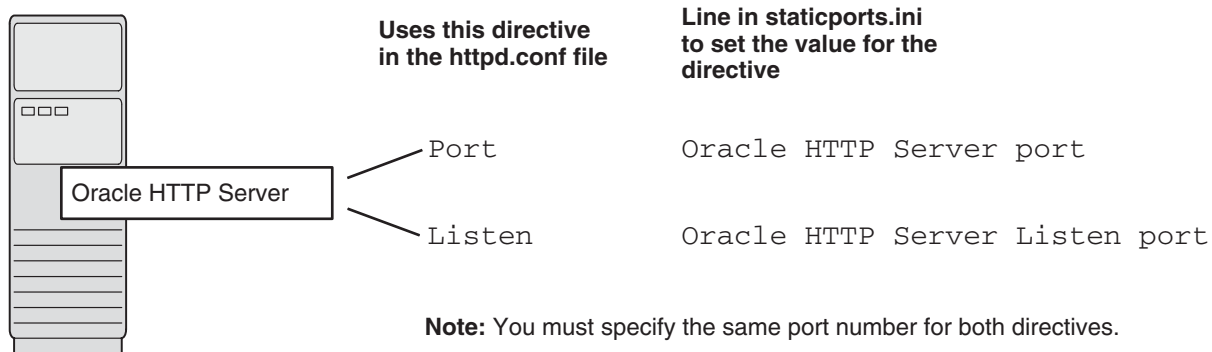 Uses this directive
in the httpd.conf file
Line in staticports.ini
to set the value for the
directive
Oracle HTTP Server
Port
Oracle HTTP Server port
Listen
Oracle HTTP Server Listen port
Note: You must specify the same port number for both directives.